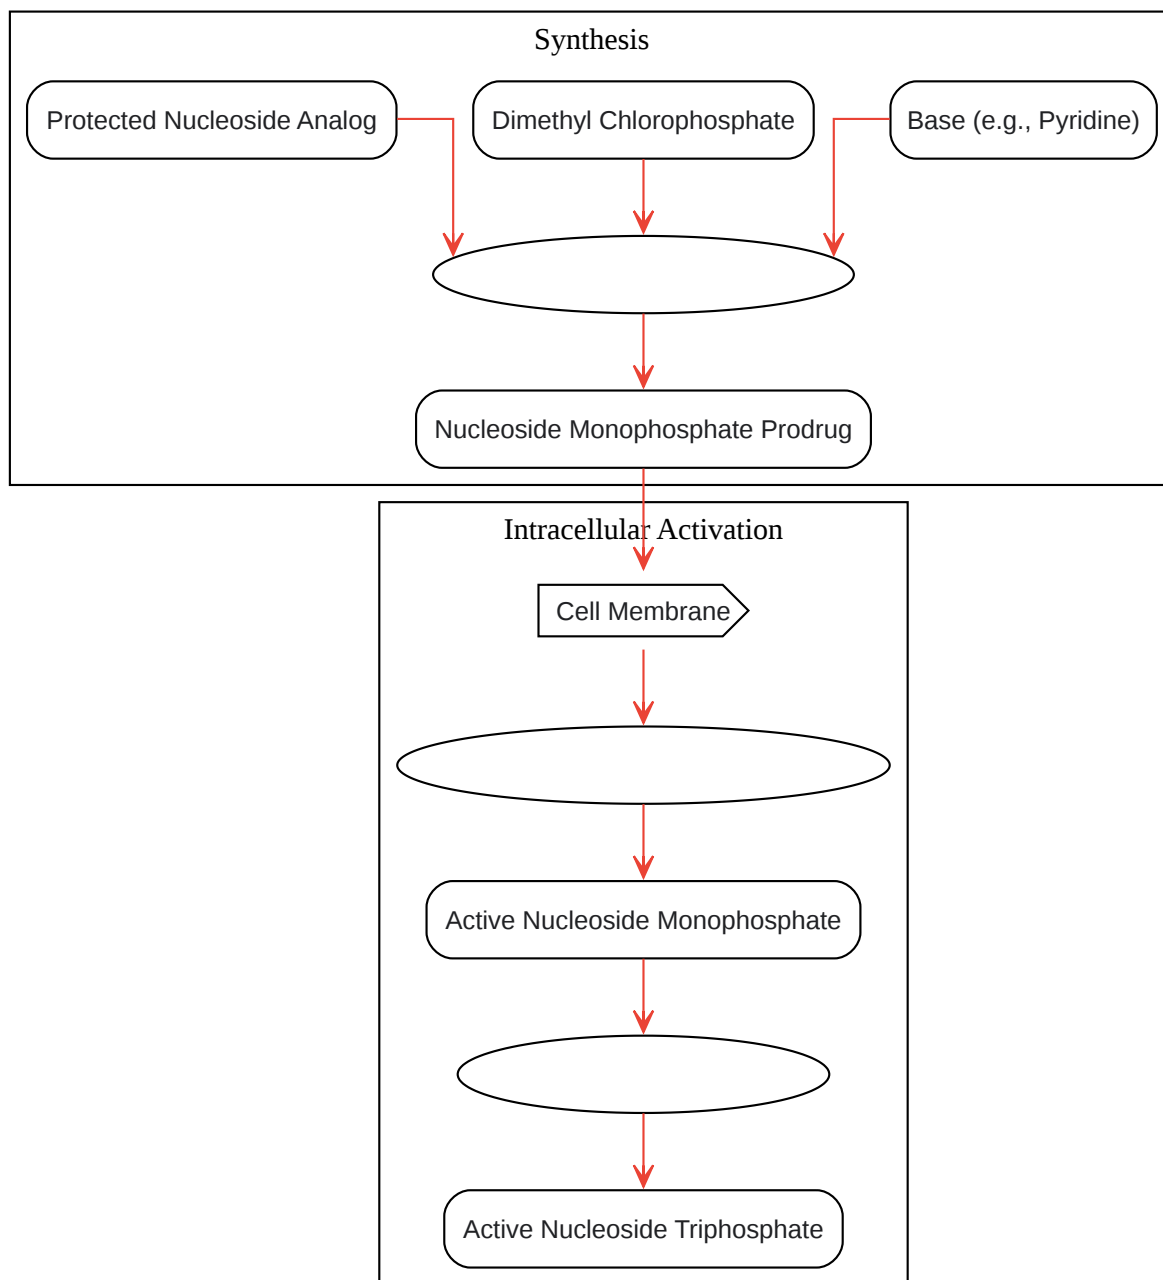 Synthesis
Protected Nucleoside Analog
Dimethyl Chlorophosphate
Base (e.g., Pyridine)
Nucleoside Monophosphate Prodrug
Intracellular Activation
Cell Membrane
Active Nucleoside Monophosphate
Active Nucleoside Triphosphate